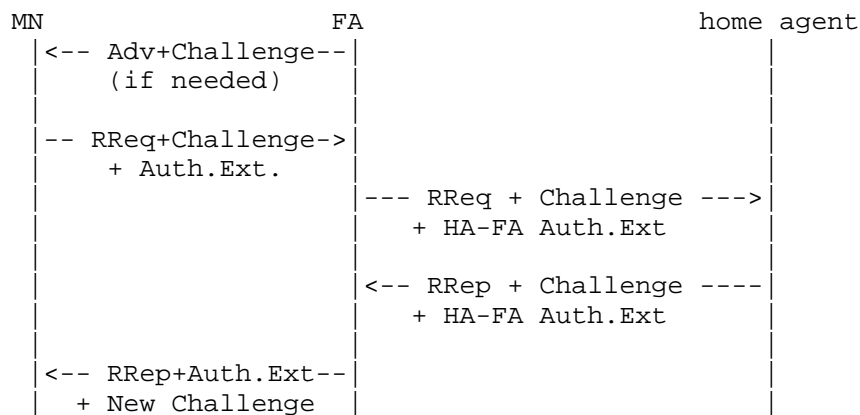 MN FA home agent
|<-- Adv+Challenge--| |
| (if needed) | |
| | |
|-- RReq+Challenge->| |
| + Auth.Ext. | |
| |--- RReq + Challenge --->|
| | + HA-FA Auth.Ext |
| | |
| |<-- RRep + Challenge ----|
| | + HA-FA Auth.Ext |
| | |
|<-- RRep+Auth.Ext--| |
| + New Challenge | |